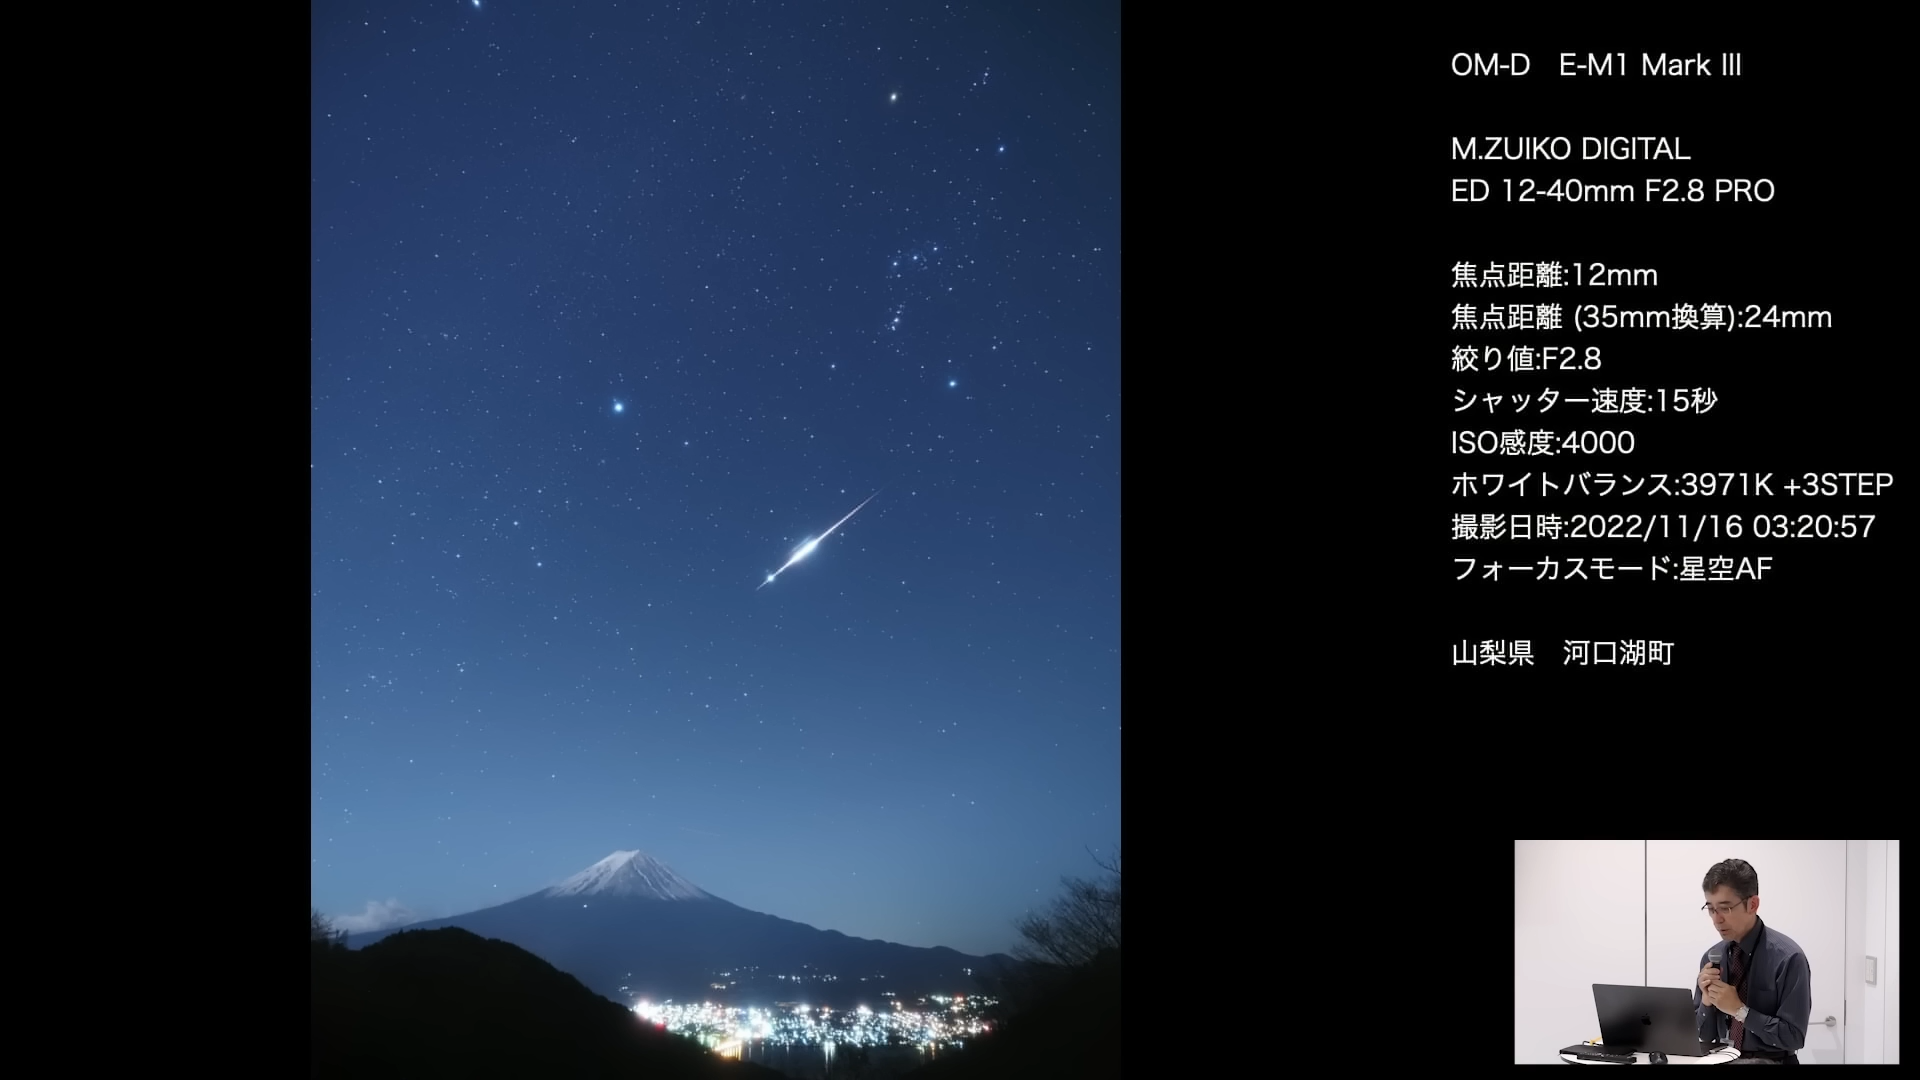 OM-D　E-M1 Mark III
M.ZUIKO DIGITAL
ED 12-40mm F2.8 PRO
焦点距離:12mm
焦点距離 (35mm換算):24mm
絞り値:F2.8
シャッター速度:15秒
ISO感度:4000
ホワイトバランス:3971K +3STEP
撮影日時:2022/11/16 03:20:57
フォーカスモード:星空AF
山梨県　河口湖町